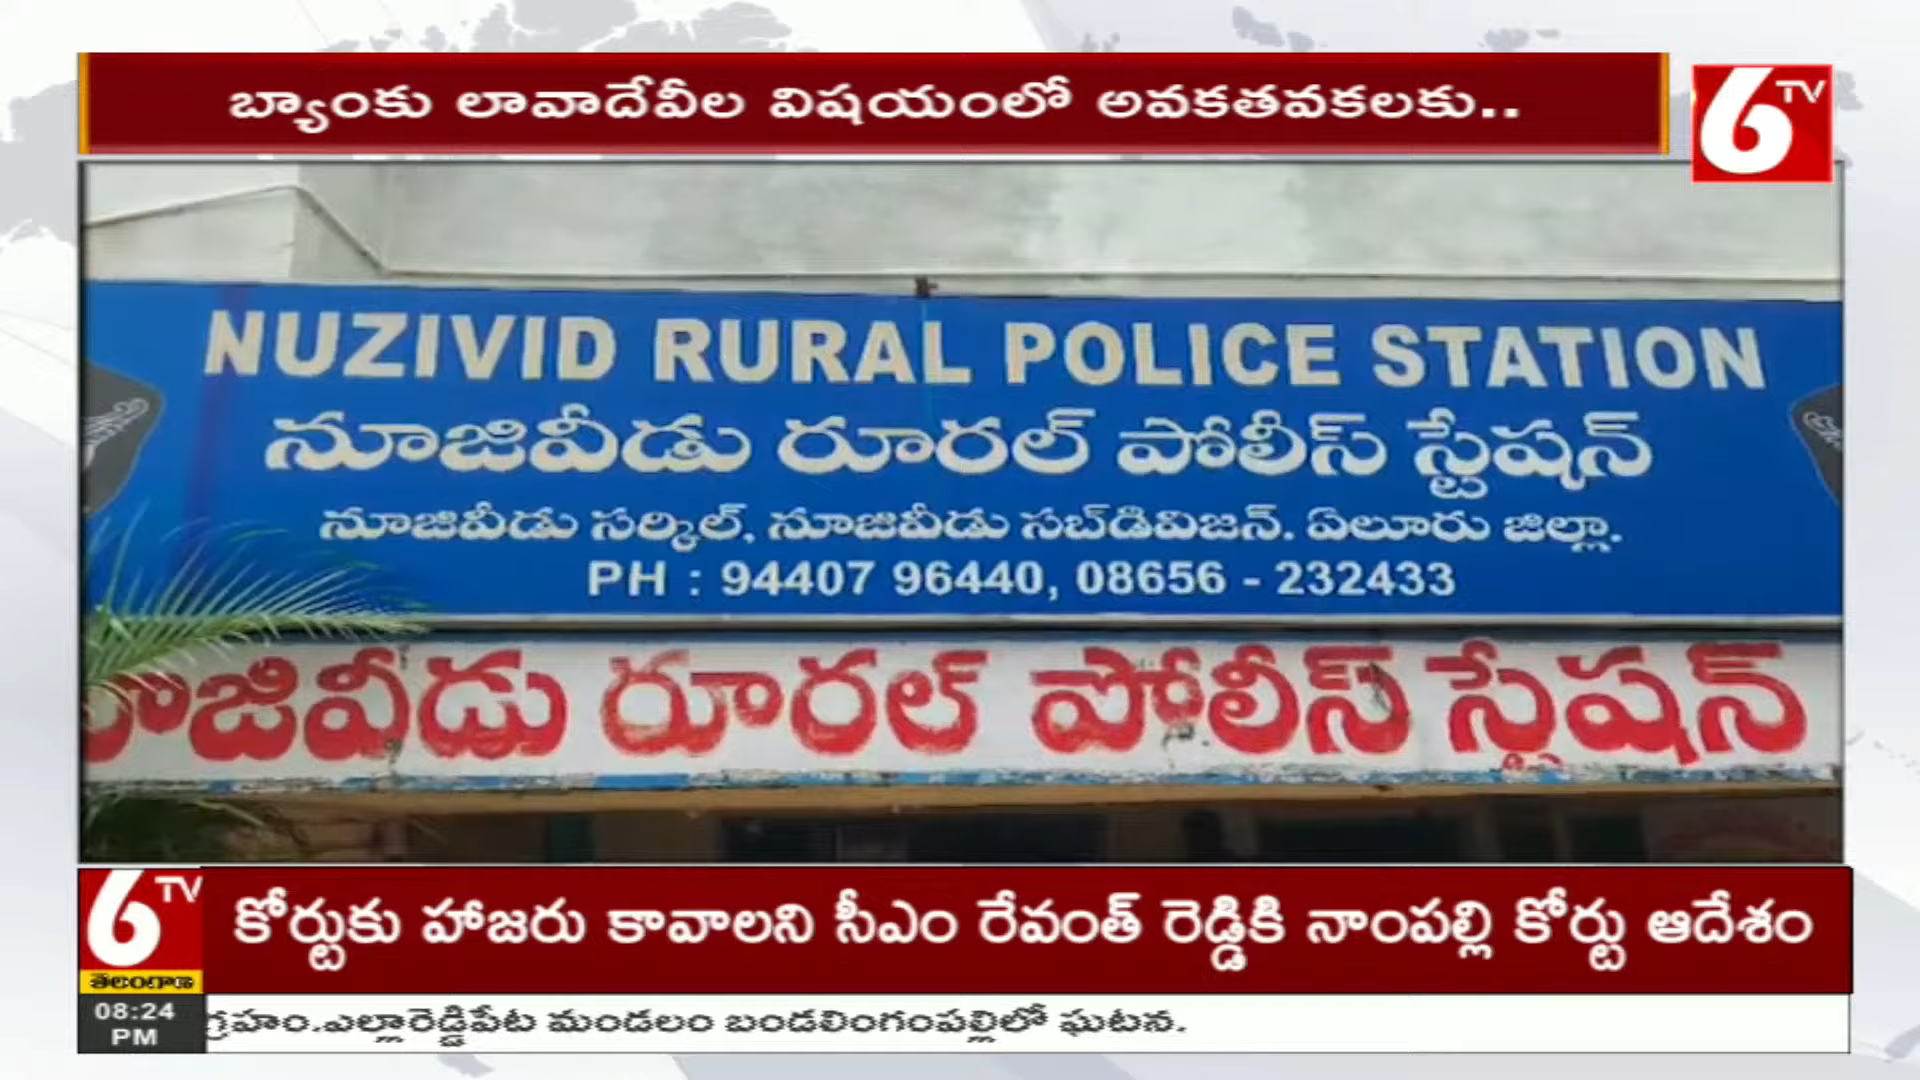 బ్యాంకు లావాదేవీల విషయంలో అవకతవకలకు..
6TV
NUZIVID RURAL POLICE STATION
నూజివీడు రూరల్ పోలీస్ స్టేషన్
నూజివీడు సర్కిల్, నూజివీడు సబ్‌డివిజన్. ఏలూరు జిల్లా.
PH : 94407 96440, 08656 - 232433
నూజివీడు రూరల్ పోలీస్ స్టేషన్
6TV
తెలంగాణ
కోర్టుకు హాజరు కావాలని సీఎం రేవంత్ రెడ్డికి నాంపల్లి కోర్టు ఆదేశం
08:24 PM
గ్రహం.ఎల్లారెడ్డిపేట మండలం బండలింగంపల్లిలో ఘటన.